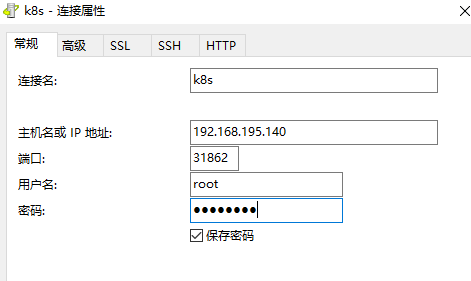 k8s - 连接属性
常规 高级 SSL SSH HTTP
连接名: k8s
主机名或 IP 地址: 192.168.195.140
端口: 31862
用户名: root
密码: ●●●●●●●●
保存密码